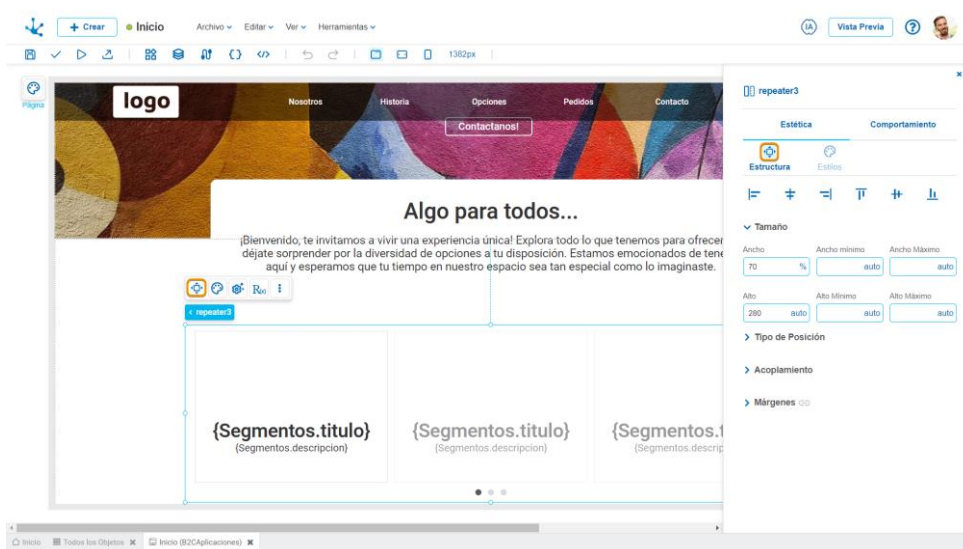 + Crear
Inicio
Archivo
Editar
Ver
Herramientas
IA
Vista Previa
?
1382px
Página
logo
Nosotros
Historia
Opciones
Pedidos
Contacto
Contactanos!
Algo para todos...
¡Bienvenido, te invitamos a vivir una experiencia única! Explora todo lo que tenemos para ofrecer
déjate sorprender por la diversidad de opciones a tu disposición. Estamos emocionados de tene
aquí y esperamos que tu tiempo en nuestro espacio sea tan especial como lo imaginaste.
repeater3
{Segmentos.titulo}
{Segmentos.descripcion}
{Segmentos.titulo}
{Segmentos.descripcion}
{Segmentos.t
{Segmentos.descrip
repeater3
Estética
Comportamiento
Estructura
Estilos
Tamaño
Ancho
Ancho mínimo
Ancho Máximo
70 %
auto
auto
Alto
Alto Mínimo
Alto Máximo
280 auto
auto
auto
Tipo de Posición
Acoplamiento
Márgenes
Inicio
Todos los Objetos
Inicio (B2CAplicaciones)